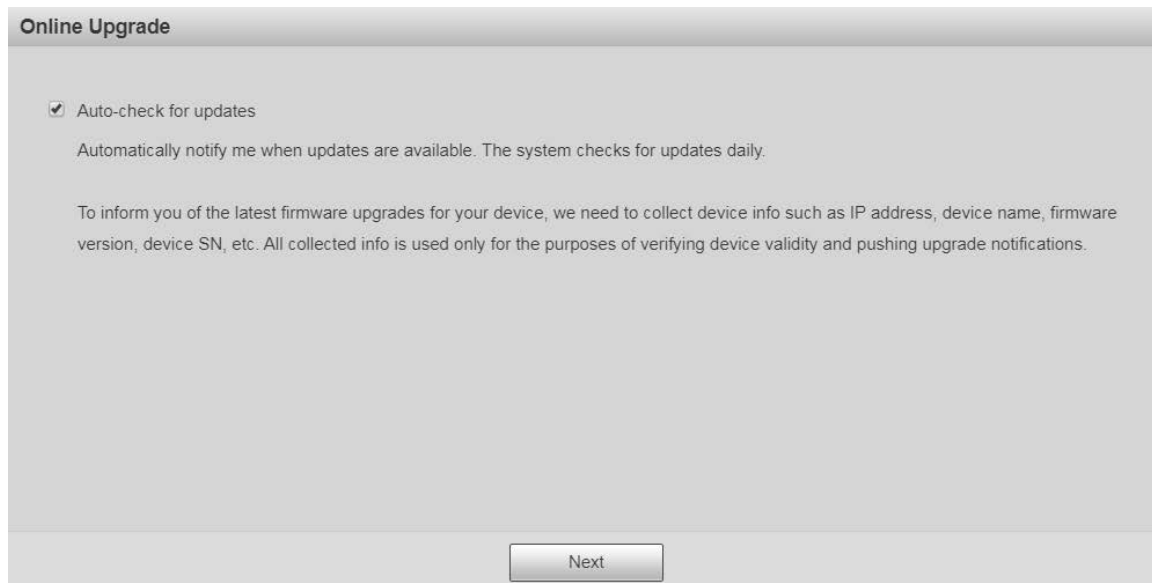 Online Upgrade
Auto-check for updates
Automatically notify me when updates are available. The system checks for updates daily.
To inform you of the latest firmware upgrades for your device, we need to collect device info such as IP address, device name, firmware
version, device SN, etc. All collected info is used only for the purposes of verifying device validity and pushing upgrade notifications.
Next